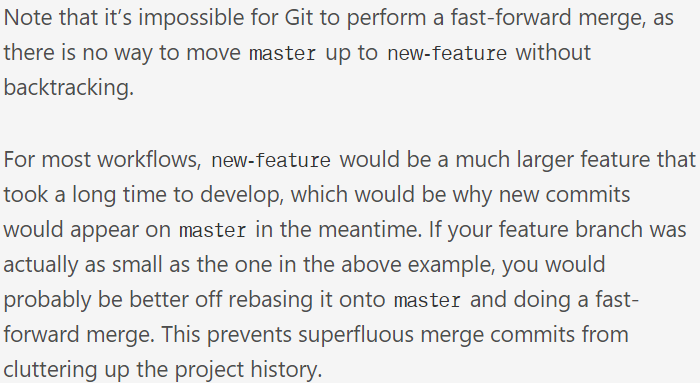 Note that it's impossible for Git to perform a fast-forward merge, as
there is no way to move master up to new-feature without
backtracking.
For most workflows, new-feature would be a much larger feature that
took a long time to develop, which would be why new commits
would appear on master in the meantime. If your feature branch was
actually as small as the one in the above example, you would
probably be better off rebasing it onto master and doing a fast-
forward merge. This prevents superfluous merge commits from
cluttering up the project history.